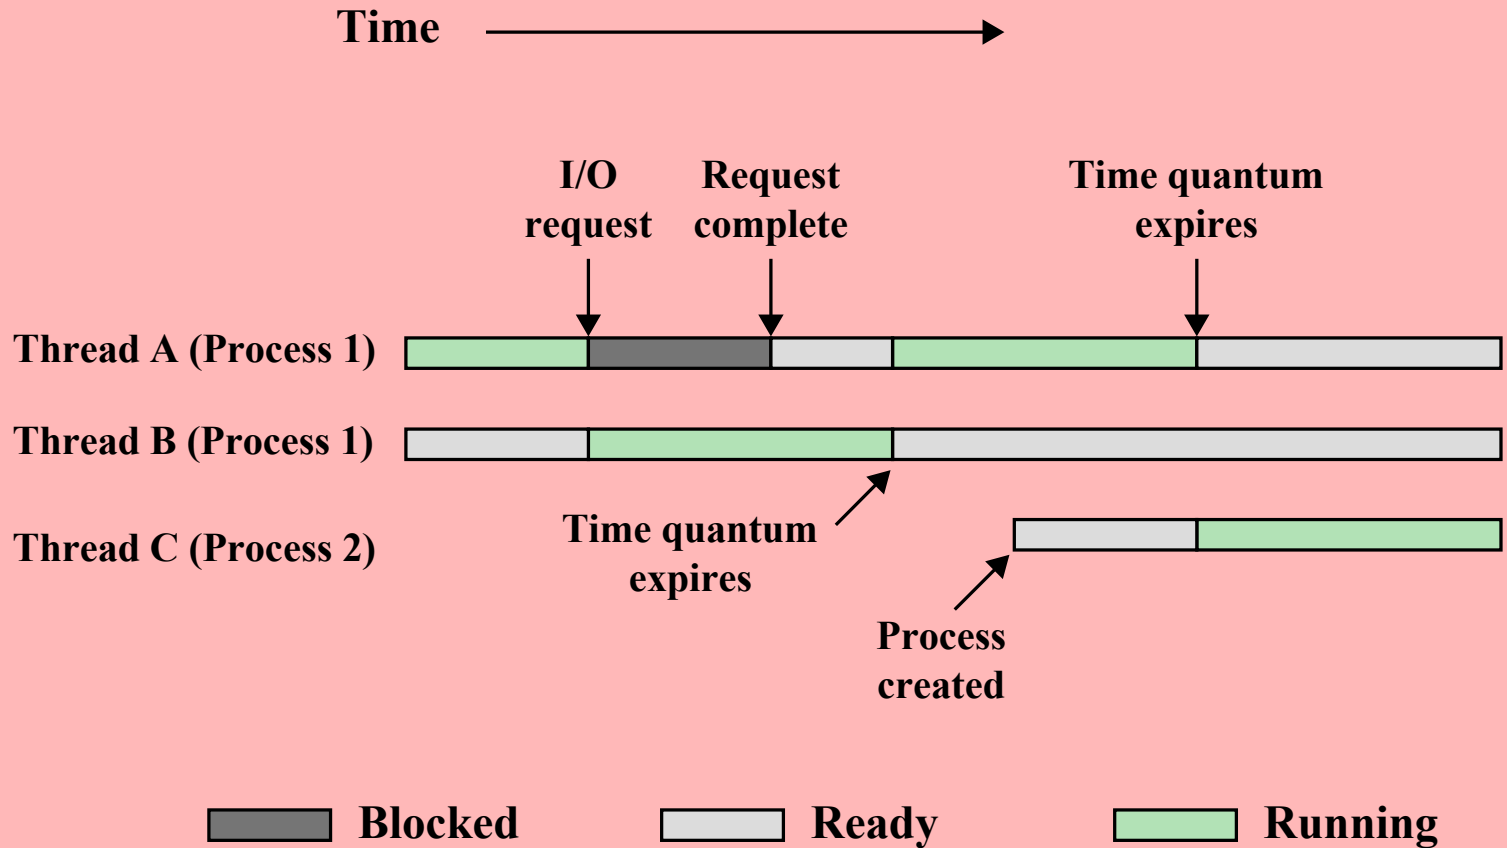 Time
I/O
request
Request
complete
Time quantum
expires
Thread A (Process 1)
Thread B (Process 1)
Thread C (Process 2)
Time quantum
expires
Process
created
Blocked
Ready
Running